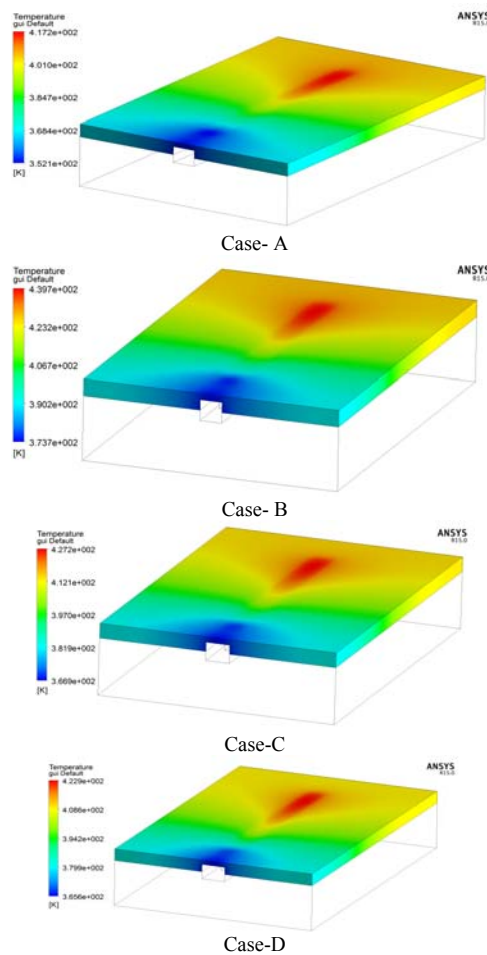 Temperature
gui Default
4.172e+002
4.010e+002
3.847e+002
3.684e+002
3.521e+002
[K]
ANSYS
R15.0
Case- A
Temperature
gui Default
4.397e+002
4.232e+002
4.067e+002
3.902e+002
3.737e+002
[K]
ANSYS
R15.0
Case- B
Temperature
gui Default
4.272e+002
4.121e+002
3.970e+002
3.819e+002
3.669e+002
[K]
ANSYS
R15.0
Case-C
Temperature
gui Default
4.229e+002
4.086e+002
3.942e+002
3.799e+002
3.656e+002
[K]
ANSYS
R15.0
Case-D